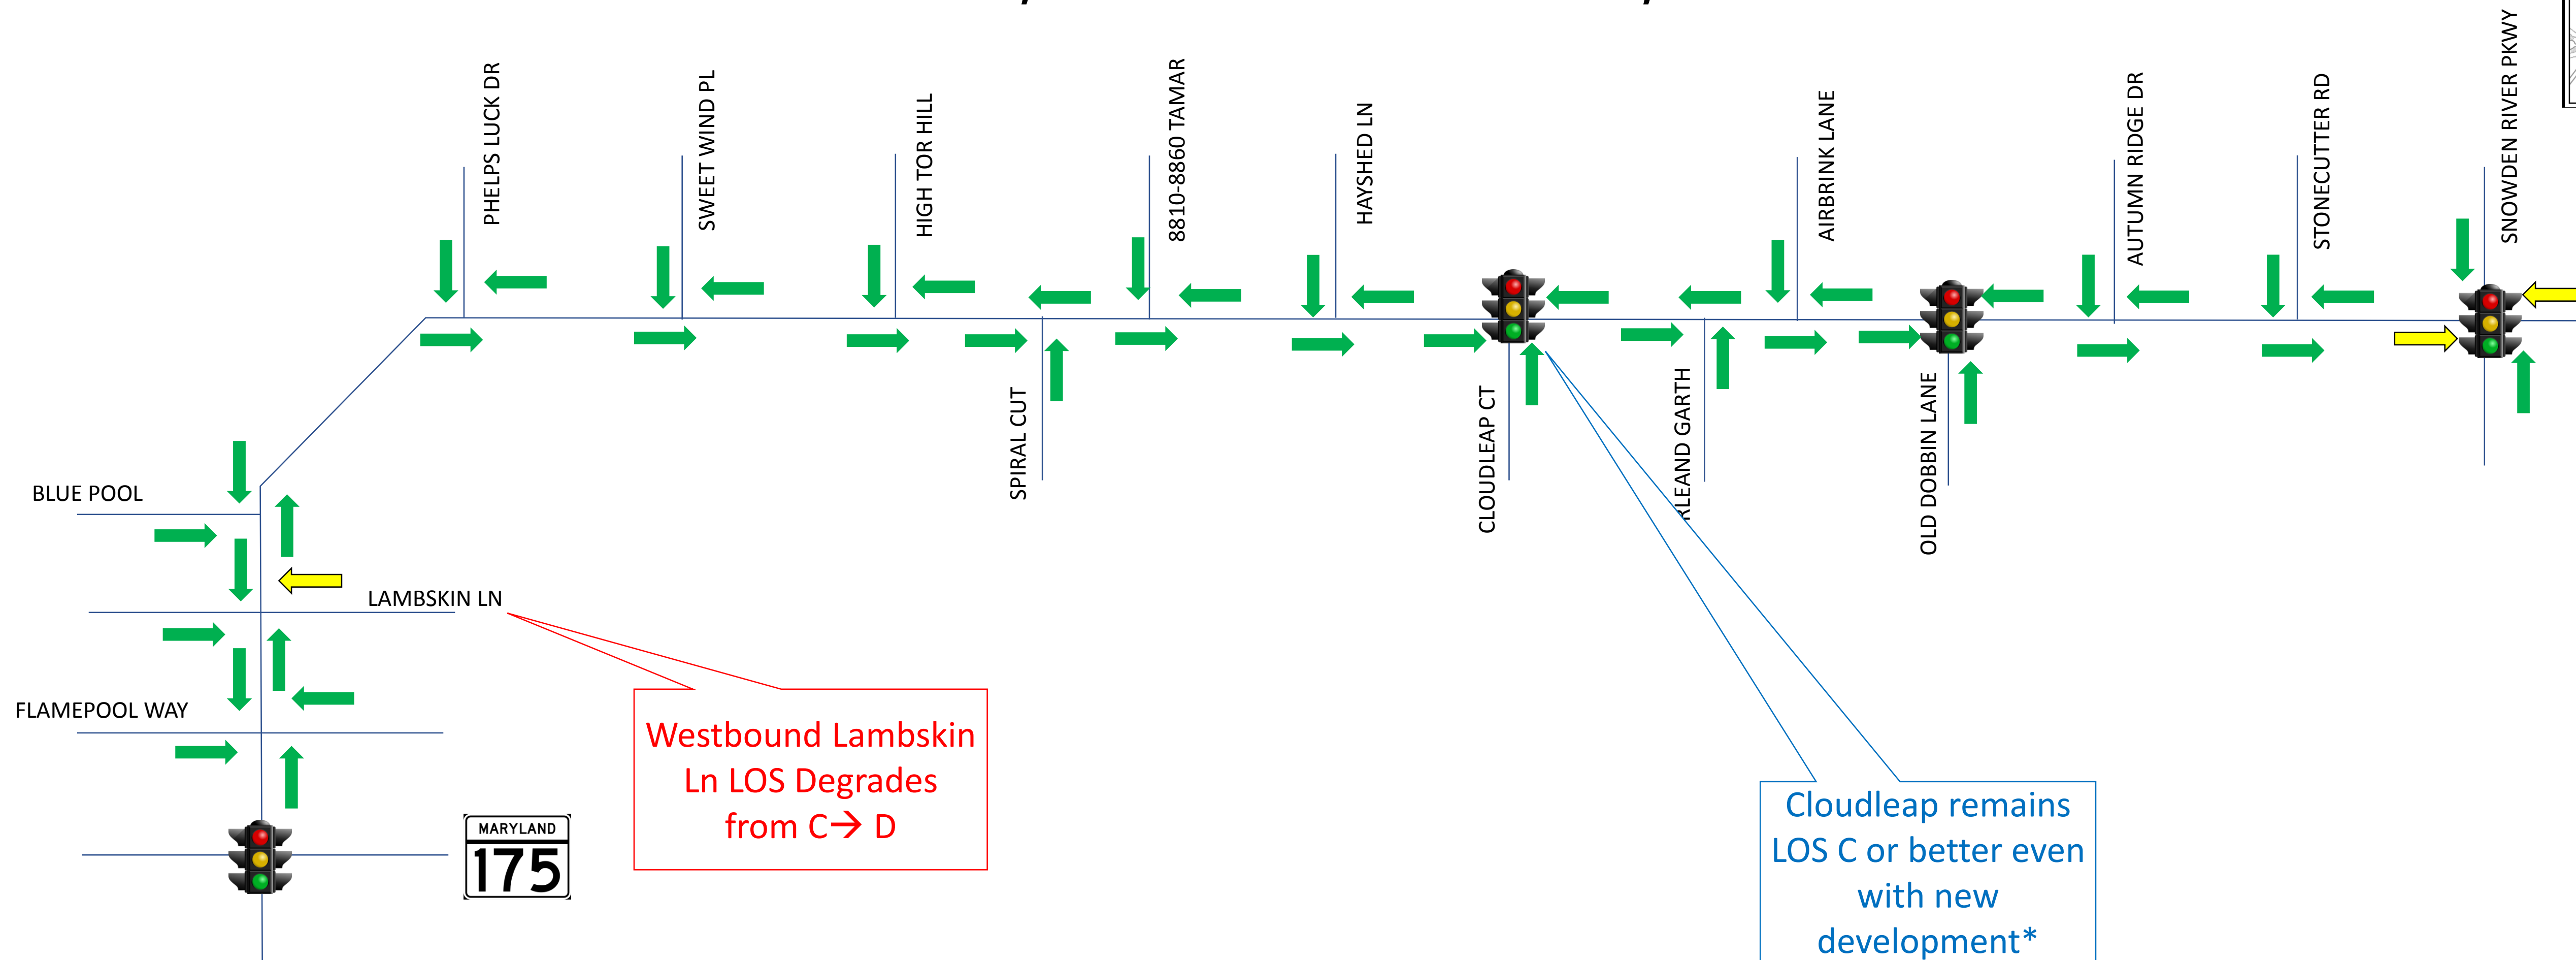 PHELPS LUCK DR
SWEET WIND PL
HIGH TOR HILL
8810-8860 TAMAR
HAYSHED LN
AIRBRINK LANE
AUTUMN RIDGE DR
STONECUTTER RD
SNOWDEN RIVER PKWY
SPIRAL CUT
CLOUDLEAP CT
RLEAND GARTH
OLD DOBBIN LANE
BLUE POOL
LAMBSKIN LN
FLAMEPOOL WAY
MARYLAND
175
Westbound Lambskin
Ln LOS Degrades
from C→ D
Cloudleap remains
LOS C or better even
with new
development*